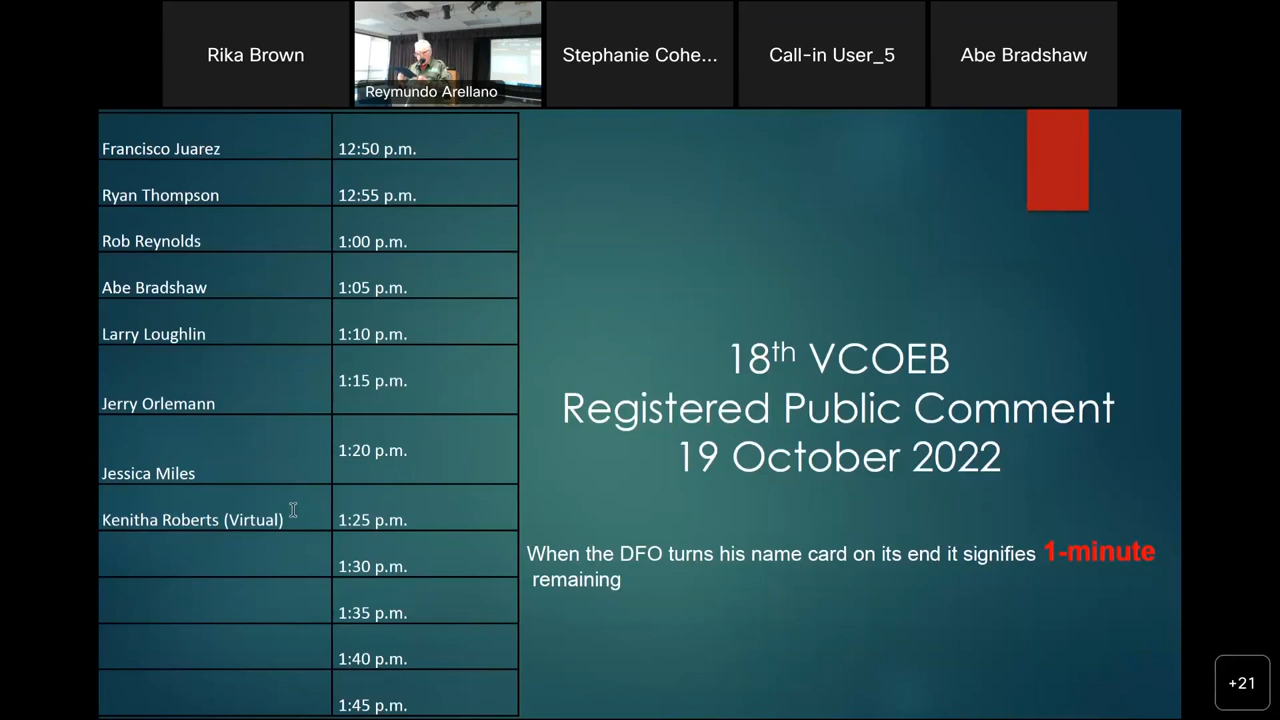 Rika Brown
Reymundo Arellano
Stephanie Cohe...
Call-in User_5
Abe Bradshaw
Francisco Juarez 12:50 p.m.
Ryan Thompson 12:55 p.m.
Rob Reynolds 1:00 p.m.
Abe Bradshaw 1:05 p.m.
Larry Loughlin 1:10 p.m.
Jerry Orlemann 1:15 p.m.
Jessica Miles 1:20 p.m.
Kenitha Roberts (Virtual) 1:25 p.m.
1:30 p.m.
1:35 p.m.
1:40 p.m.
1:45 p.m.
18th VCOEB
Registered Public Comment
19 October 2022
When the DFO turns his name card on its end it signifies 1-minute
remaining
+21